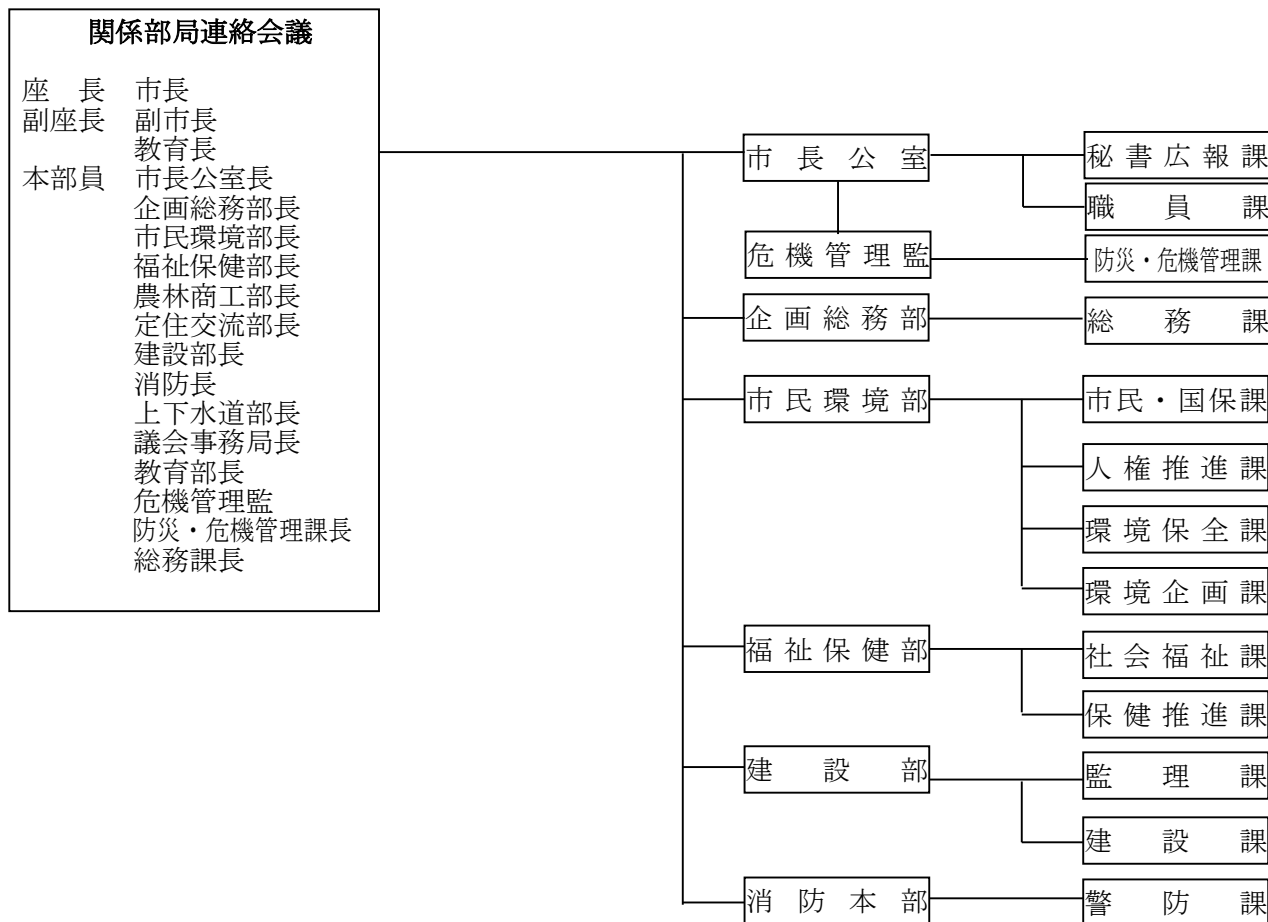 関係部局連絡会議
座　長　市長
副座長　副市長
教育長
本部員　市長公室長
企画総務部長
市民環境部長
福祉保健部長
農林商工部長
定住交流部長
建設部長
消防長
上下水道部長
議会事務局長
教育部長
危機管理監
防災・危機管理課長
総務課長
市長公室
秘書広報課
職員課
危機管理監
防災・危機管理課
企画総務部
総務課
市民環境部
市民・国保課
人権推進課
環境保全課
環境企画課
福祉保健部
社会福祉課
保健推進課
建設部
監理課
建設課
消防本部
警防課